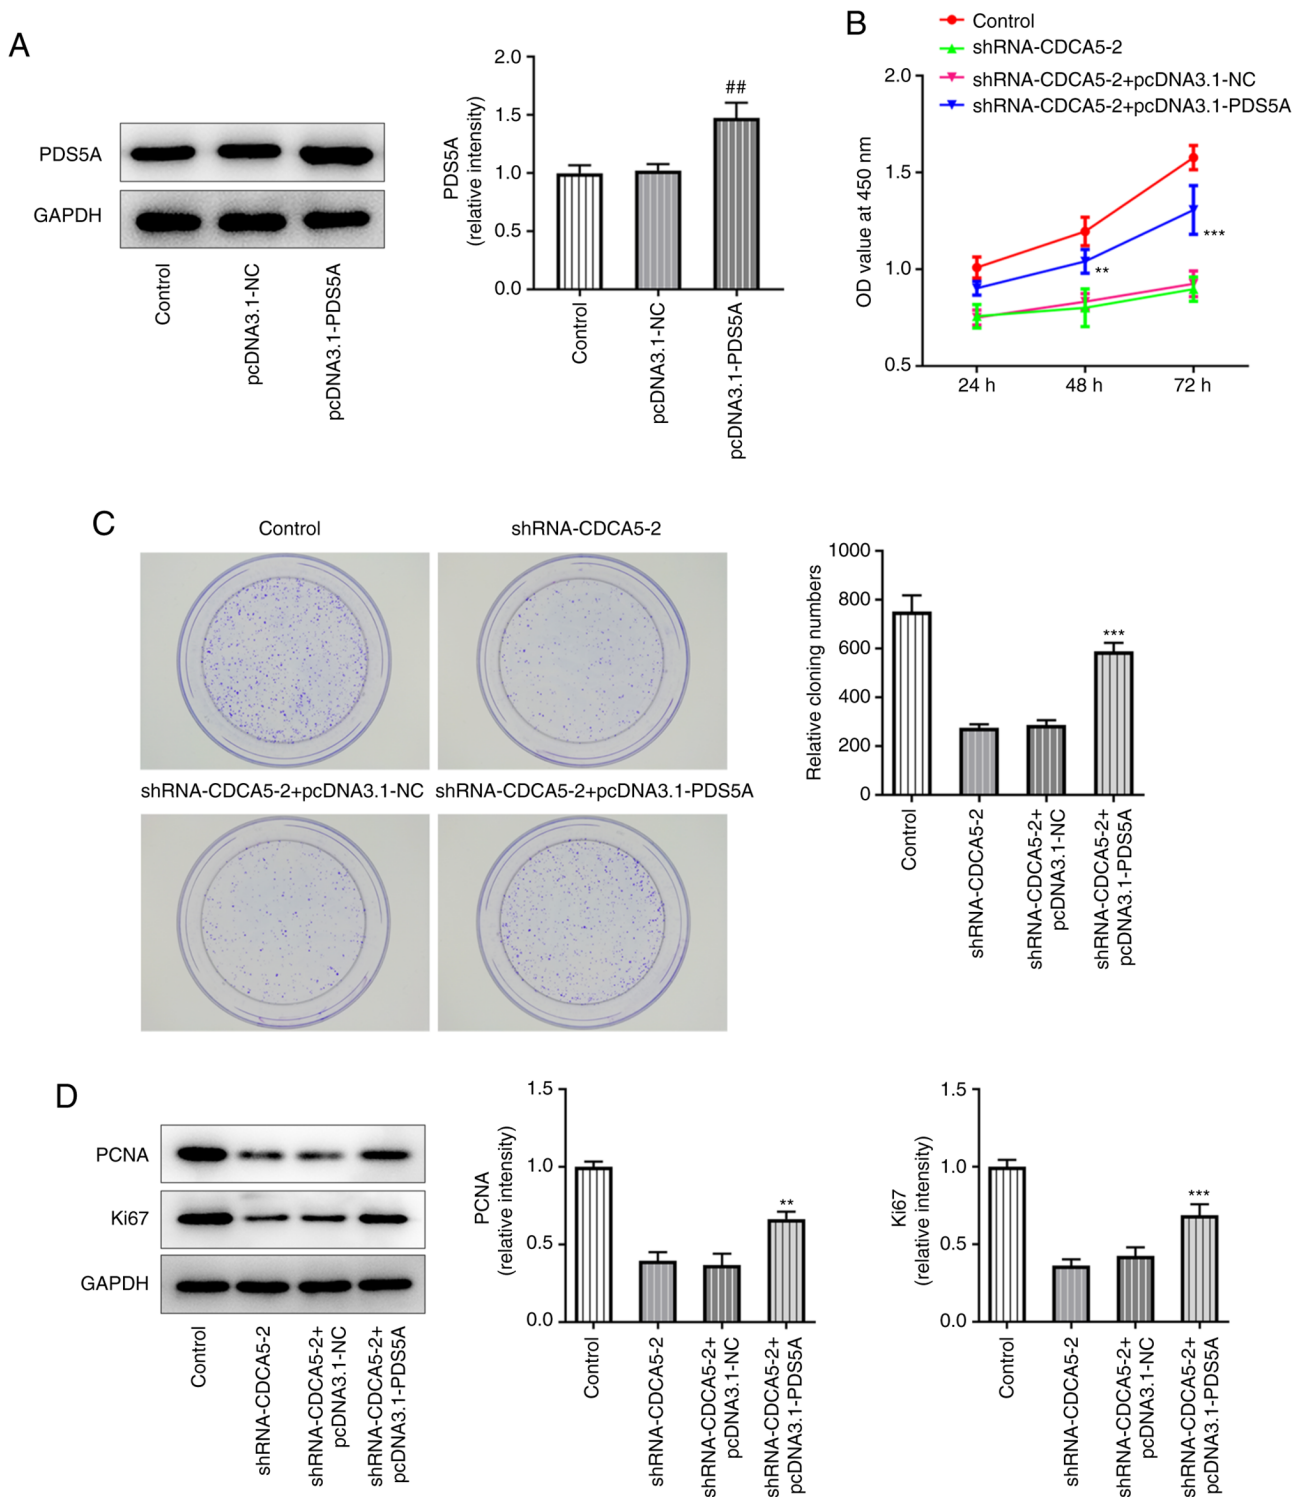 A
PDS5A
GAPDH
Control
pcDNA3.1-NC
pcDNA3.1-PDS5A
PDS5A
(relative intensity)
2.0
1.5
1.0
0.5
0.0
##
Control
pcDNA3.1-NC
pcDNA3.1-PDS5A
B
Control
shRNA-CDCA5-2
shRNA-CDCA5-2+pcDNA3.1-NC
shRNA-CDCA5-2+pcDNA3.1-PDS5A
OD value at 450 nm
2.0
1.5
1.0
0.5
**
***
24 h
48 h
72 h
C
Control
shRNA-CDCA5-2
shRNA-CDCA5-2+pcDNA3.1-NC
shRNA-CDCA5-2+pcDNA3.1-PDS5A
Relative cloning numbers
1000
800
600
400
200
0
***
Control
shRNA-CDCA5-2
shRNA-CDCA5-2+
pcDNA3.1-NC
shRNA-CDCA5-2+
pcDNA3.1-PDS5A
D
PCNA
Ki67
GAPDH
Control
shRNA-CDCA5-2
shRNA-CDCA5-2+
pcDNA3.1-NC
shRNA-CDCA5-2+
pcDNA3.1-PDS5A
PCNA
(relative intensity)
1.5
1.0
0.5
0.0
**
Control
shRNA-CDCA5-2
shRNA-CDCA5-2+
pcDNA3.1-NC
shRNA-CDCA5-2+
pcDNA3.1-PDS5A
Ki67
(relative intensity)
1.5
1.0
0.5
0.0
***
Control
shRNA-CDCA5-2
shRNA-CDCA5-2+
pcDNA3.1-NC
shRNA-CDCA5-2+
pcDNA3.1-PDS5A